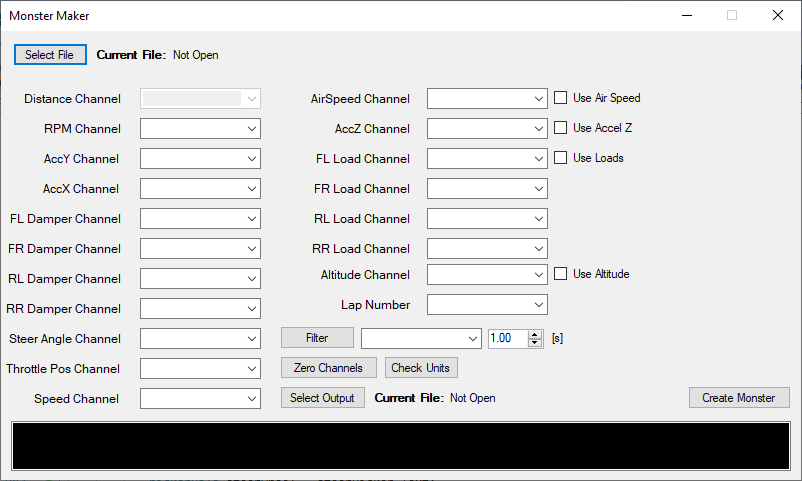 Monster Maker
Select File Current File: Not Open
Distance Channel
RPM Channel
AccY Channel
AccX Channel
FL Damper Channel
FR Damper Channel
RL Damper Channel
RR Damper Channel
Steer Angle Channel
Throttle Pos Channel
Speed Channel
AirSpeed Channel Use Air Speed
AccZ Channel Use Accel Z
FL Load Channel Use Loads
FR Load Channel
RL Load Channel
RR Load Channel
Altitude Channel Use Altitude
Lap Number
Filter 1.00 [s]
Zero Channels Check Units
Select Output Current File: Not Open
Create Monster